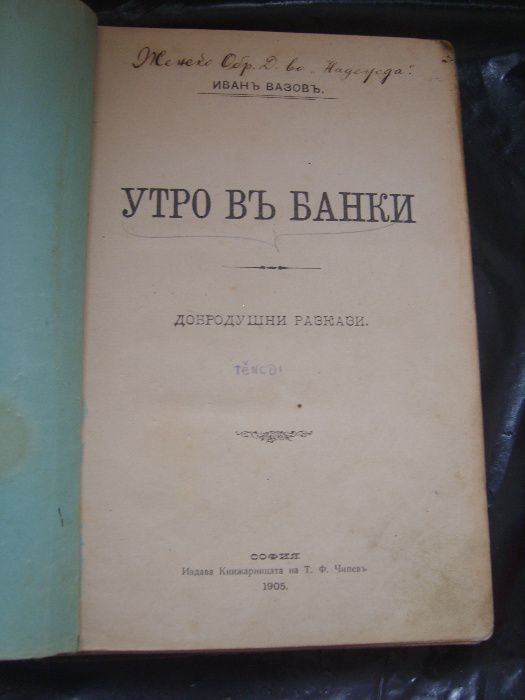 Женско Обр. Д-во „Надежда“.
ИВАНЪ ВАЗОВЪ.
УТРО ВЪ БАНКИ
ДОБРОДУШНИ РАЗКАЗИ.
СОФИЯ
Издава Книжарницата на Т. Ф. Чипевъ
1905.